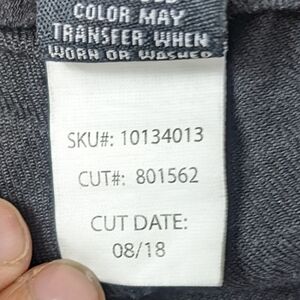 COLOR MAY
TRANSFER WHEN
WORN OR WASHED
SKU#: 10134013
CUT#: 801562
CUT DATE:
08/18